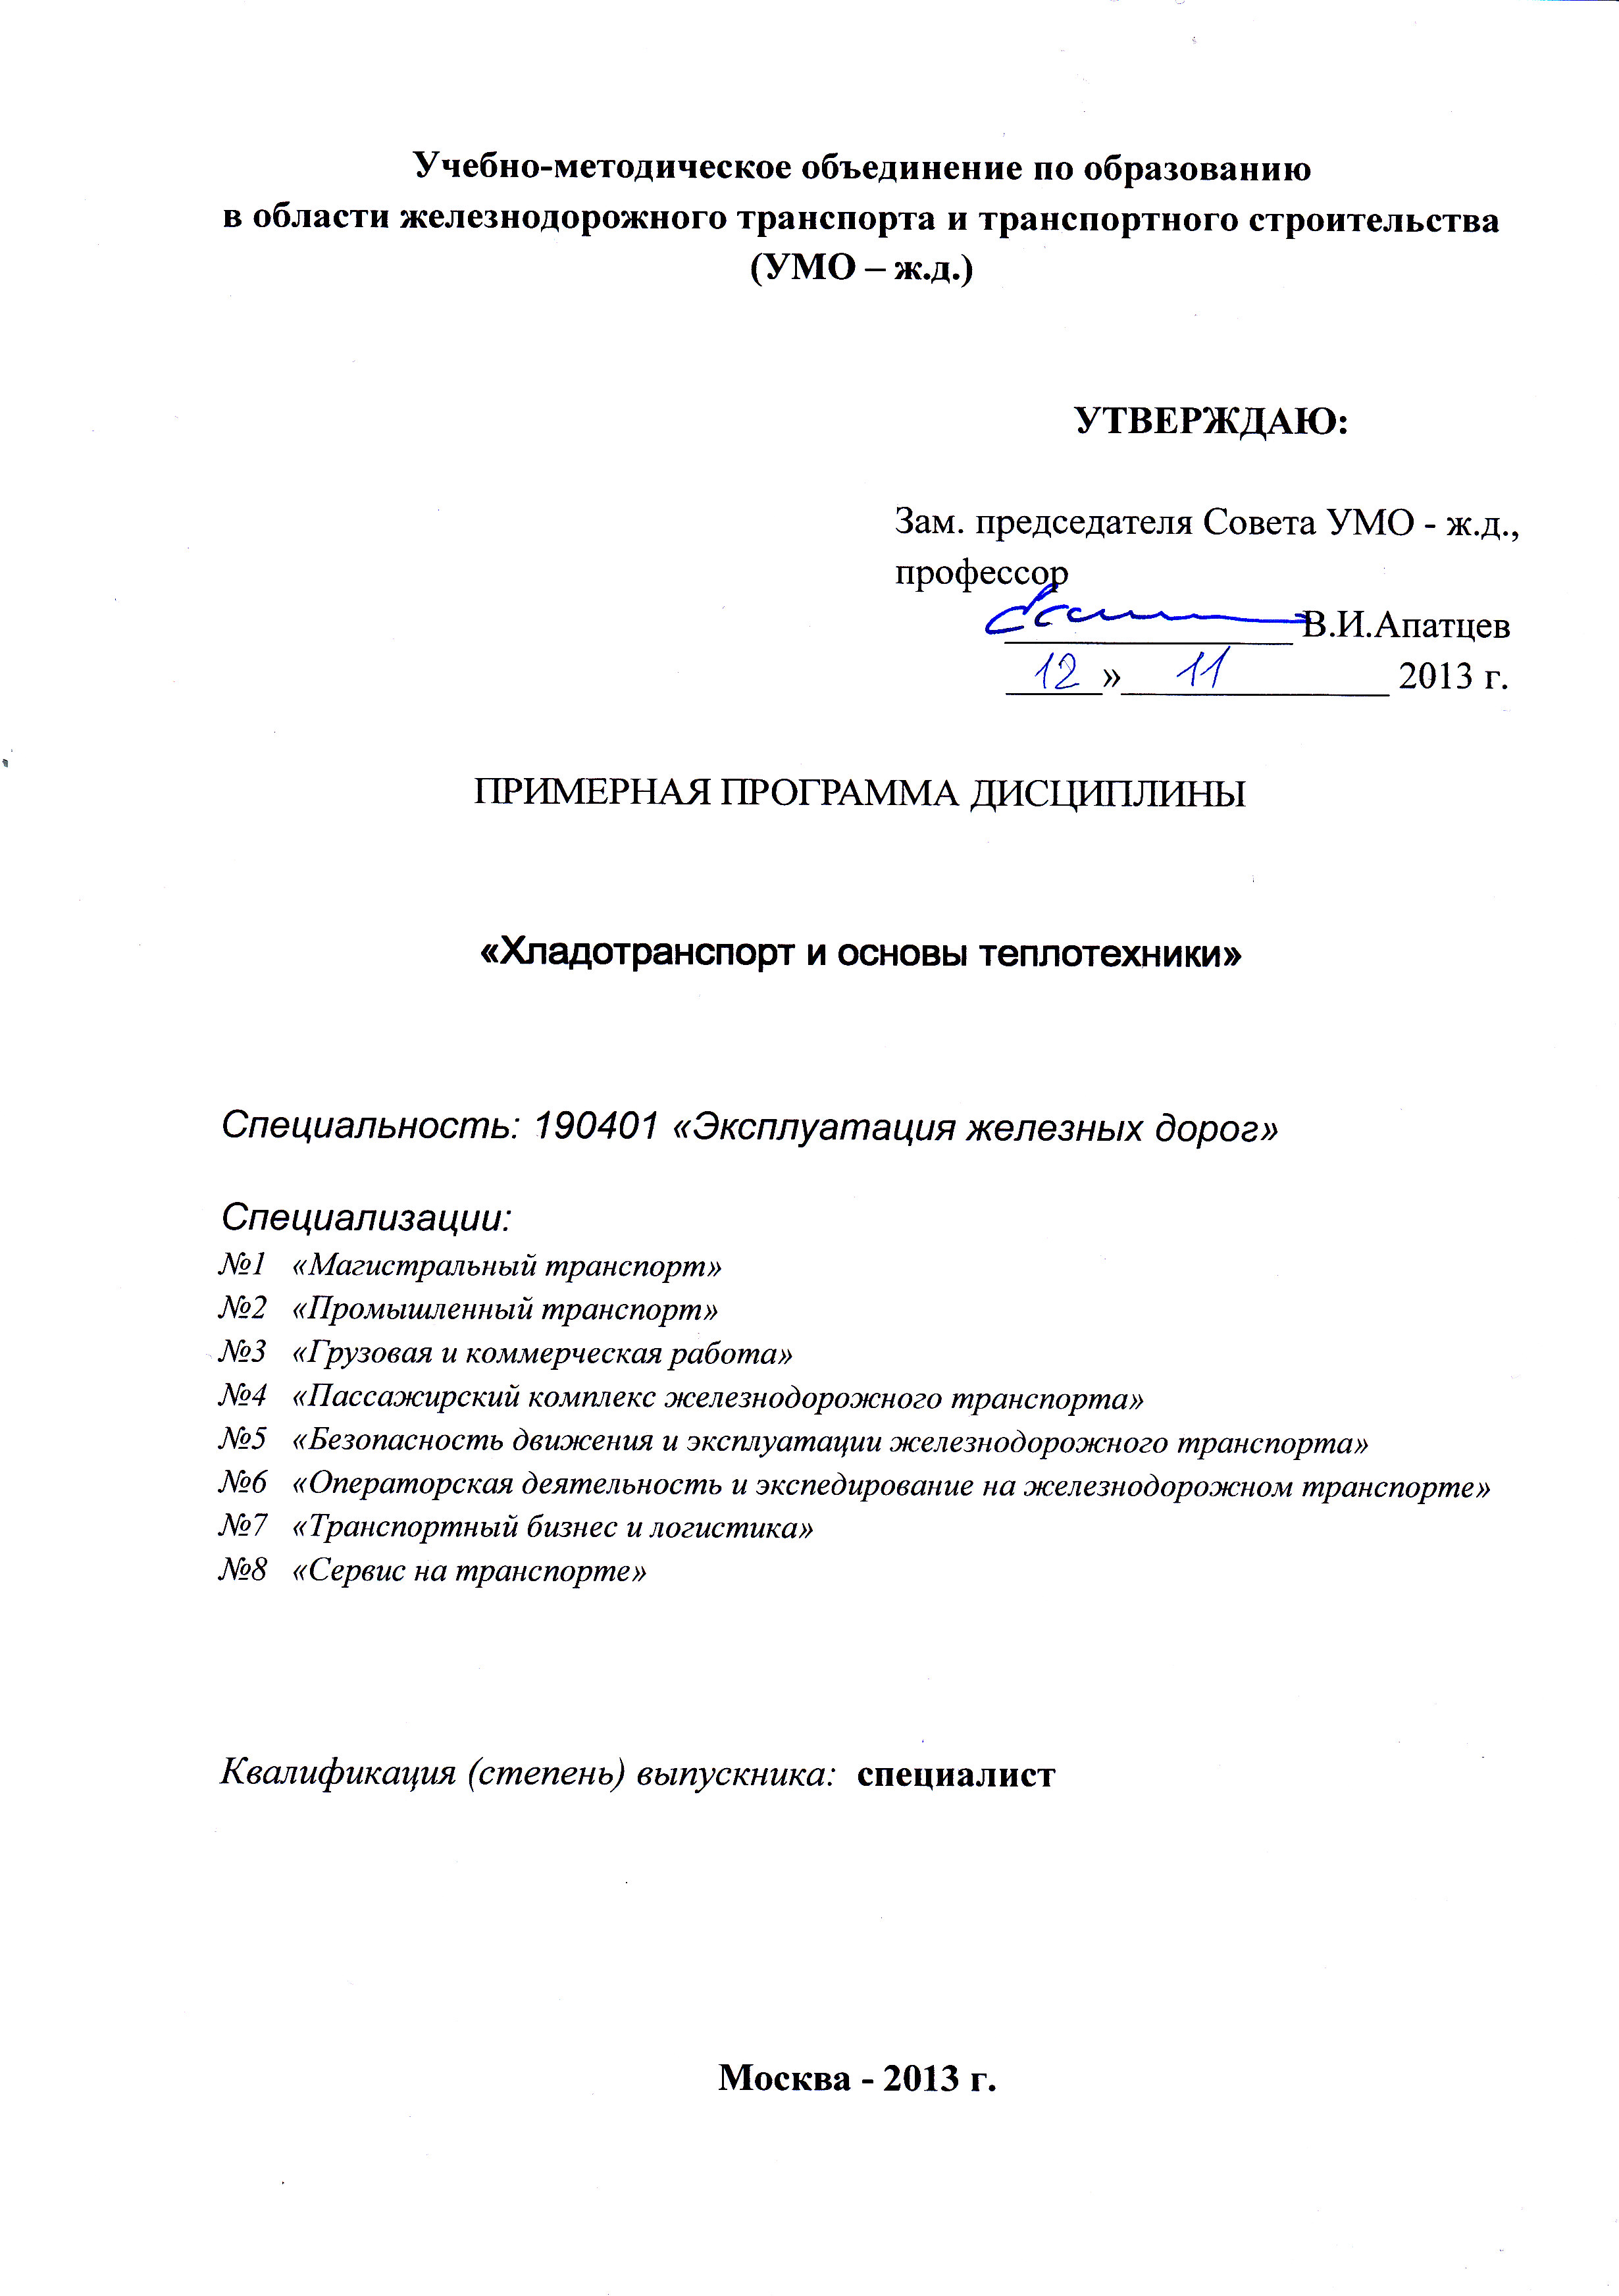 Учебно-методическое объединение по образованию
в области железнодорожного транспорта и транспортного строительства
(УМО – ж.д.)
УТВЕРЖДАЮ:
Зам. председателя Совета УМО - ж.д.,
профессор
В.И.Апатцев
12 » 11 2013 г.
ПРИМЕРНАЯ ПРОГРАММА ДИСЦИПЛИНЫ
«Хладотранспорт и основы теплотехники»
Специальность: 190401 «Эксплуатация железных дорог»
Специализации:
№1 «Магистральный транспорт»
№2 «Промышленный транспорт»
№3 «Грузовая и коммерческая работа»
№4 «Пассажирский комплекс железнодорожного транспорта»
№5 «Безопасность движения и эксплуатации железнодорожного транспорта»
№6 «Операторская деятельность и экспедирование на железнодорожном транспорте»
№7 «Транспортный бизнес и логистика»
№8 «Сервис на транспорте»
Квалификация (степень) выпускника: специалист
Москва - 2013 г.